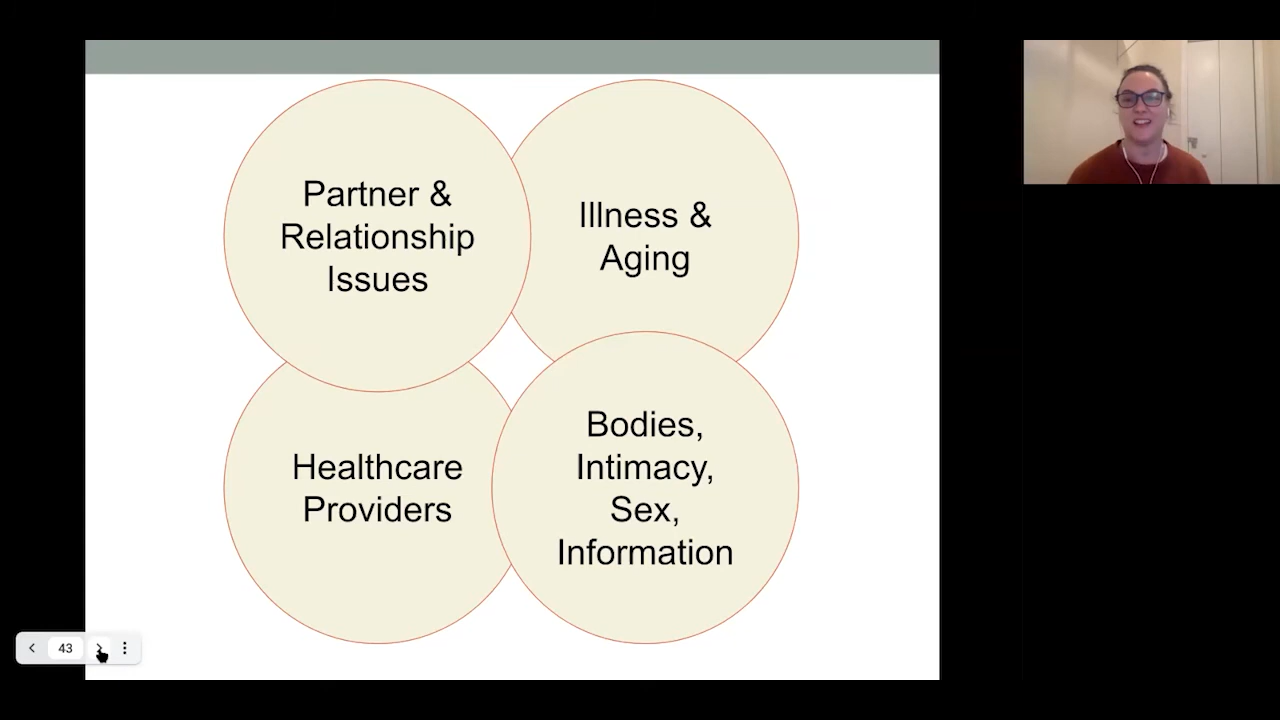 Partner &
Relationship
Issues
Illness &
Aging
Healthcare
Providers
Bodies,
Intimacy,
Sex,
Information
43